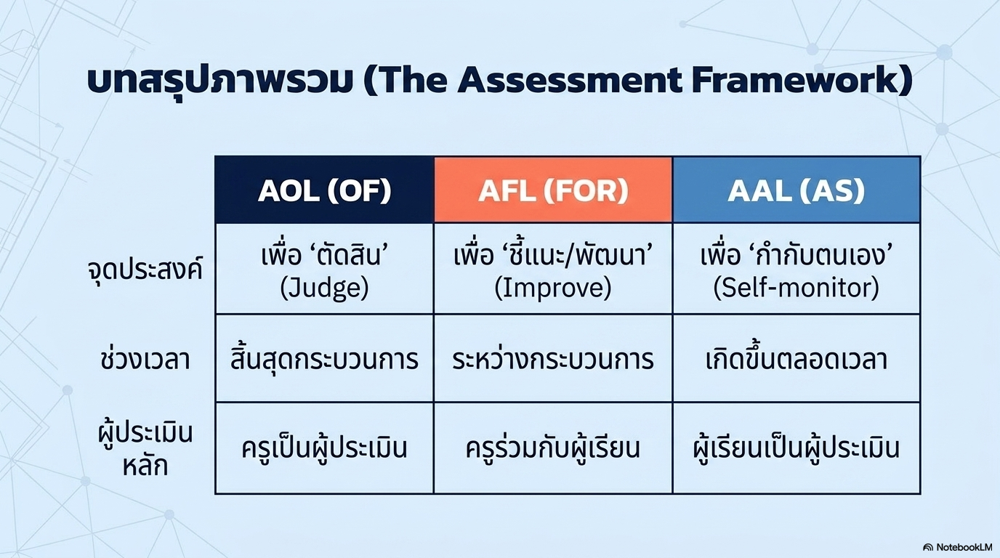 บทสรุปภาพรวม (The Assessment Framework)
AOL (OF)
AFL (FOR)
AAL (AS)
จุดประสงค์
เพื่อ ‘ตัดสิน’
(Judge)
เพื่อ ‘ชี้แนะ/พัฒนา’
(Improve)
เพื่อ ‘กำกับตนเอง’
(Self-monitor)
ช่วงเวลา
สิ้นสุดกระบวนการ
ระหว่างกระบวนการ
เกิดขึ้นตลอดเวลา
ผู้ประเมิน
หลัก
ครูเป็นผู้ประเมิน
ครูร่วมกับผู้เรียน
ผู้เรียนเป็นผู้ประเมิน
NotebookLM